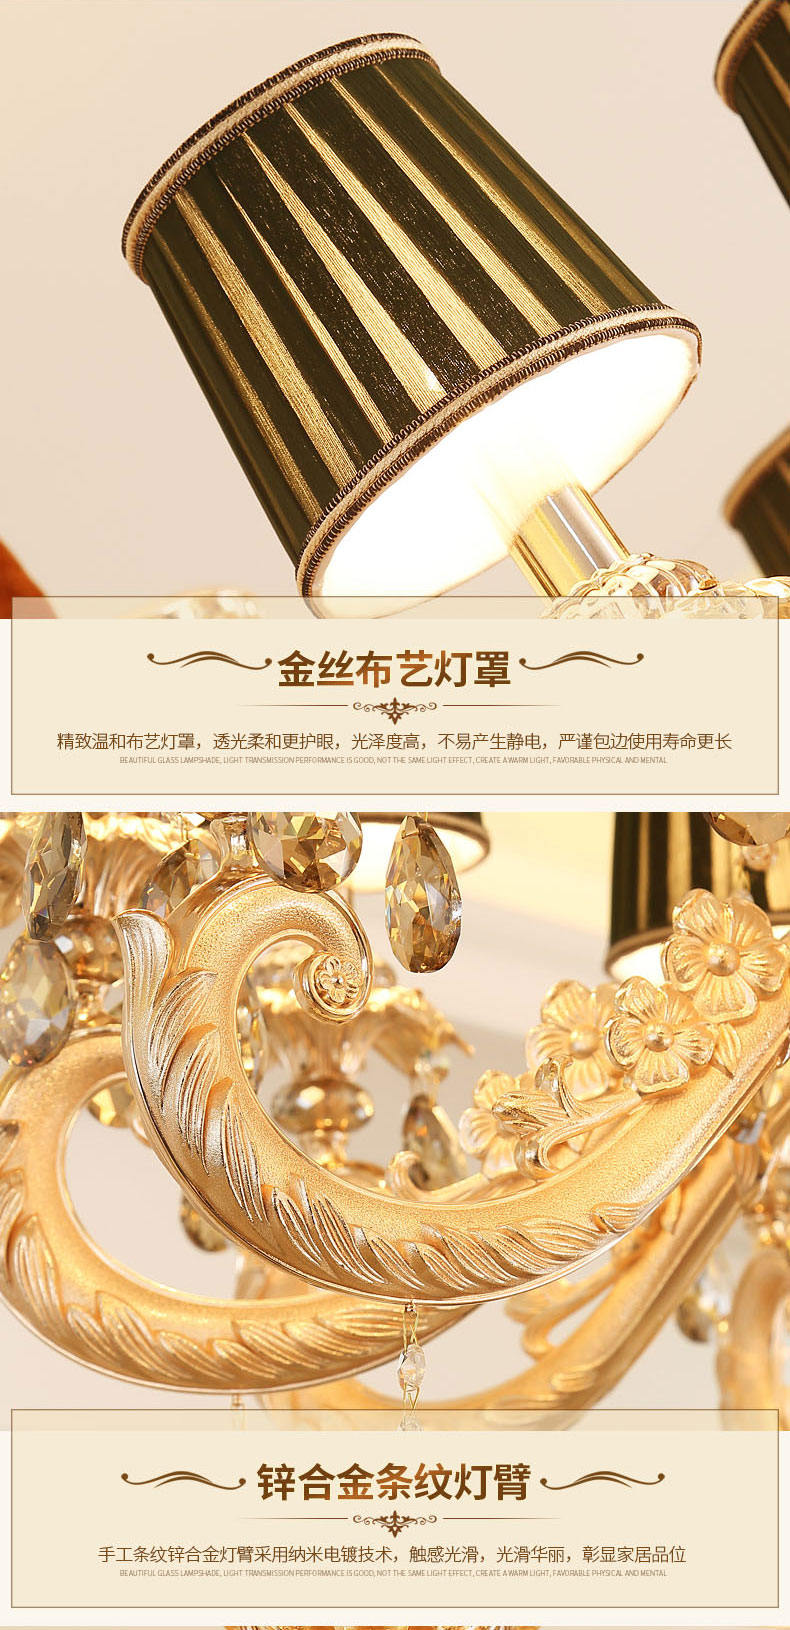 金丝布艺灯罩
精致温和布艺灯罩，透光柔和更护眼，光泽度高，不易产生静电，严谨包边使用寿命更长
BEAUTIFUL GLASS LAMPSHADE, LIGHT TRANSMISSION PERFORMANCE IS GOOD, NOT THE SAME LIGHT EFFECT, CREATE A WARM LIGHT, FAVORABLE PHYSICAL AND MENTAL
锌合金条纹灯臂
手工条纹锌合金灯臂采用纳米电镀技术，触感光滑，光滑华丽，彰显家居品位
BEAUTIFUL GLASS LAMPSHADE, LIGHT TRANSMISSION PERFORMANCE IS GOOD, NOT THE SAME LIGHT EFFECT, CREATE A WARM LIGHT, FAVORABLE PHYSICAL AND MENTAL